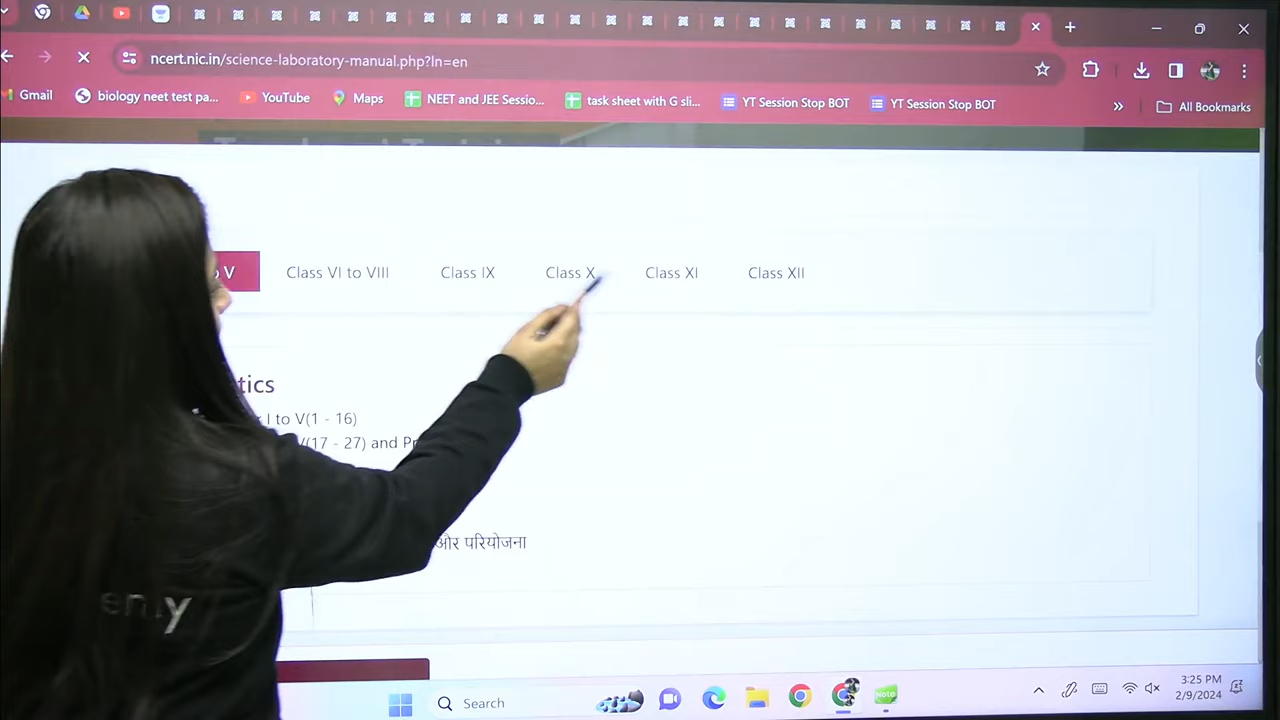 ncert.nic.in/science-laboratory-manual.php?ln=en
Gmail
biology neet test pa...
YouTube
Maps
NEET and JEE Sessio...
task sheet with G sli...
YT Session Stop BOT
YT Session Stop BOT
»
All Bookmarks
o V
Class VI to VIII
Class IX
Class X
Class XI
Class XII
tics
I to V(1 - 16)
V(17 - 27) and Pr
और परियोजना
enly
Search
Note
3:25 PM
2/9/2024